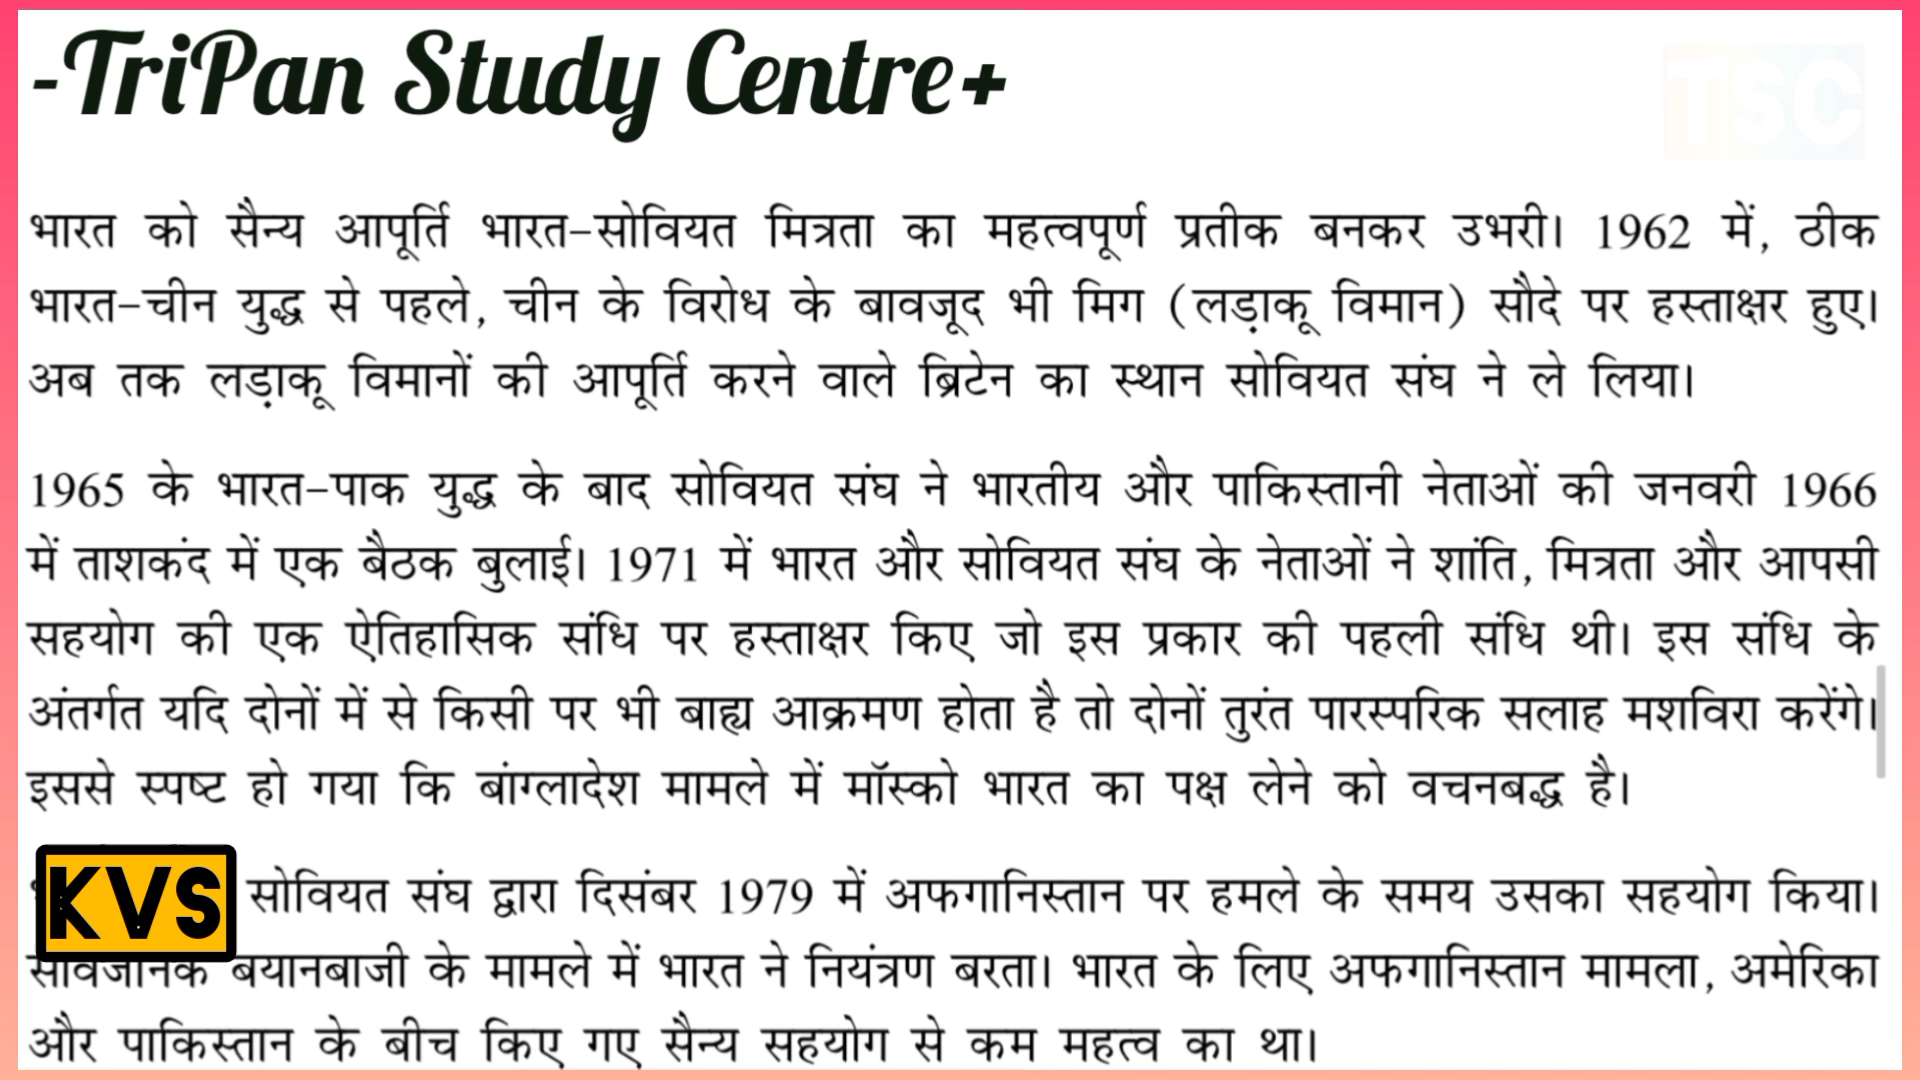 -TriPan Study Centre+
TSC
भारत को सैन्य आपूर्ति भारत-सोवियत मित्रता का महत्वपूर्ण प्रतीक बनकर उभरी। 1962 में, ठीक
भारत-चीन युद्ध से पहले, चीन के विरोध के बावजूद भी मिग (लड़ाकू विमान) सौदे पर हस्ताक्षर हुए।
अब तक लड़ाकू विमानों की आपूर्ति करने वाले ब्रिटेन का स्थान सोवियत संघ ने ले लिया।
1965 के भारत-पाक युद्ध के बाद सोवियत संघ ने भारतीय और पाकिस्तानी नेताओं की जनवरी 1966
में ताशकंद में एक बैठक बुलाई। 1971 में भारत और सोवियत संघ के नेताओं ने शांति, मित्रता और आपसी
सहयोग की एक ऐतिहासिक संधि पर हस्ताक्षर किए जो इस प्रकार की पहली संधि थी। इस संधि के
अंतर्गत यदि दोनों में से किसी पर भी बाह्य आक्रमण होता है तो दोनों तुरंत पारस्परिक सलाह मशविरा करेंगे।
इससे स्पष्ट हो गया कि बांग्लादेश मामले में मॉस्को भारत का पक्ष लेने को वचनबद्ध है।
KVS सोवियत संघ द्वारा दिसंबर 1979 में अफगानिस्तान पर हमले के समय उसका सहयोग किया।
सार्वजनिक बयानबाजी के मामले में भारत ने नियंत्रण बरता। भारत के लिए अफगानिस्तान मामला, अमेरिका
और पाकिस्तान के बीच किए गए सैन्य सहयोग से कम महत्व का था।